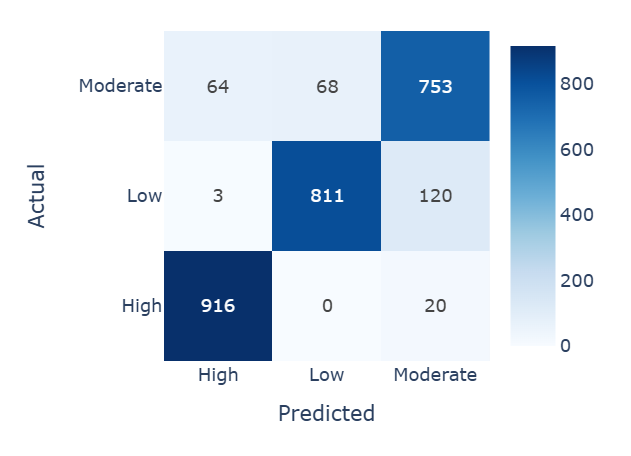 Moderate 64 68 753
Low 3 811 120
High 916 0 20
High Low Moderate
Predicted
Actual
800
600
400
200
0